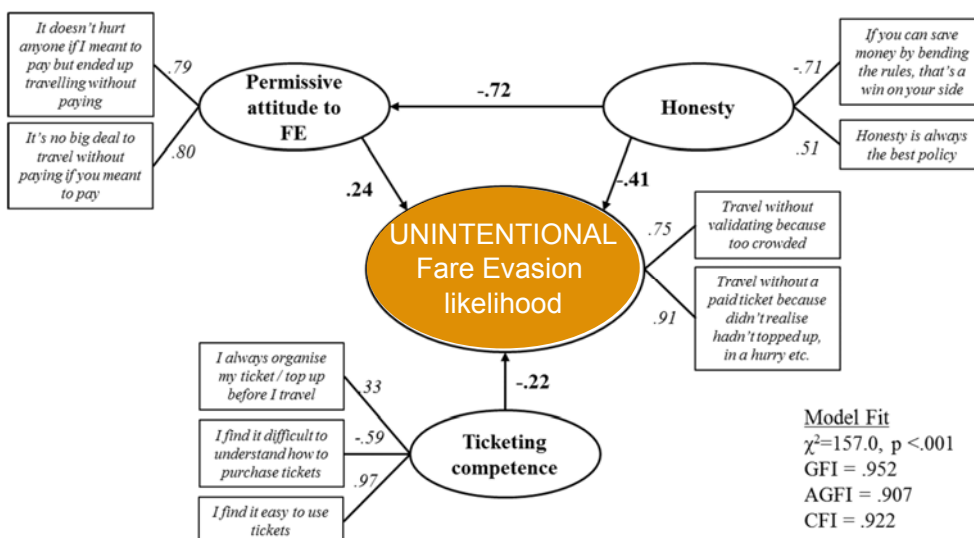 It doesn't hurt
anyone if I meant to
pay but ended up
travelling without
paying
.79
It's no big deal to
travel without
paying if you meant
to pay
.80
Permissive
attitude to
FE
-.72
Honesty
-.71
If you can save
money by bending
the rules, that's a
win on your side
.51
Honesty is always
the best policy
.24
-.41
UNINTENTIONAL
Fare Evasion
likelihood
.75
Travel without
validating because
too crowded
.91
Travel without a
paid ticket because
didn't realise
hadn't topped up,
in a hurry etc.
-.22
I always organise
my ticket / top up
before I travel
.33
I find it difficult to
understand how to
purchase tickets
-.59
I find it easy to use
tickets
.97
Ticketing
competence
Model Fit
χ²=157.0, p <.001
GFI = .952
AGFI = .907
CFI = .922